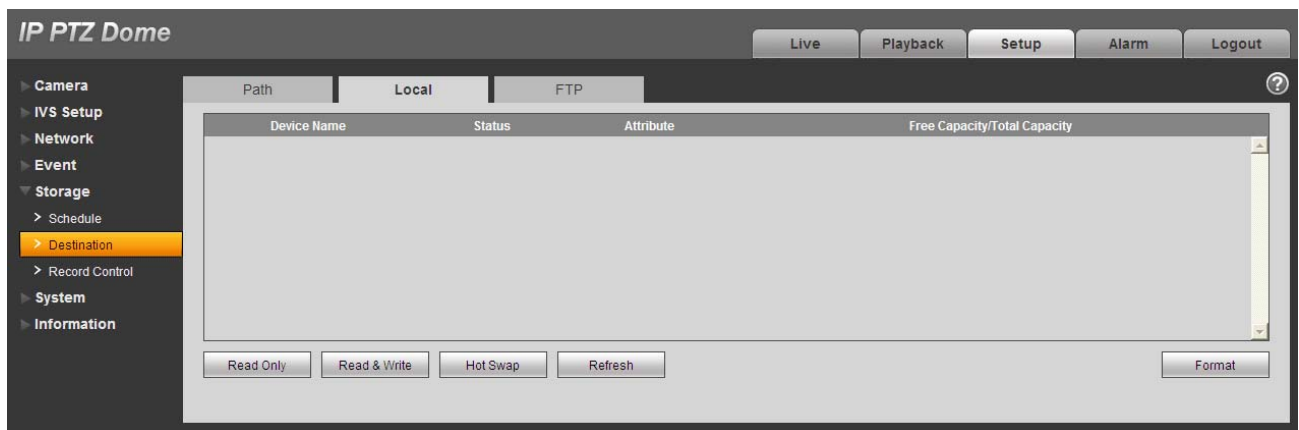 IP PTZ Dome
Live Playback Setup Alarm Logout
Camera
IVS Setup
Network
Event
Storage
> Schedule
> Destination
> Record Control
System
Information
Path Local FTP
?
Device Name Status Attribute Free Capacity/Total Capacity
Read Only Read & Write Hot Swap Refresh Format